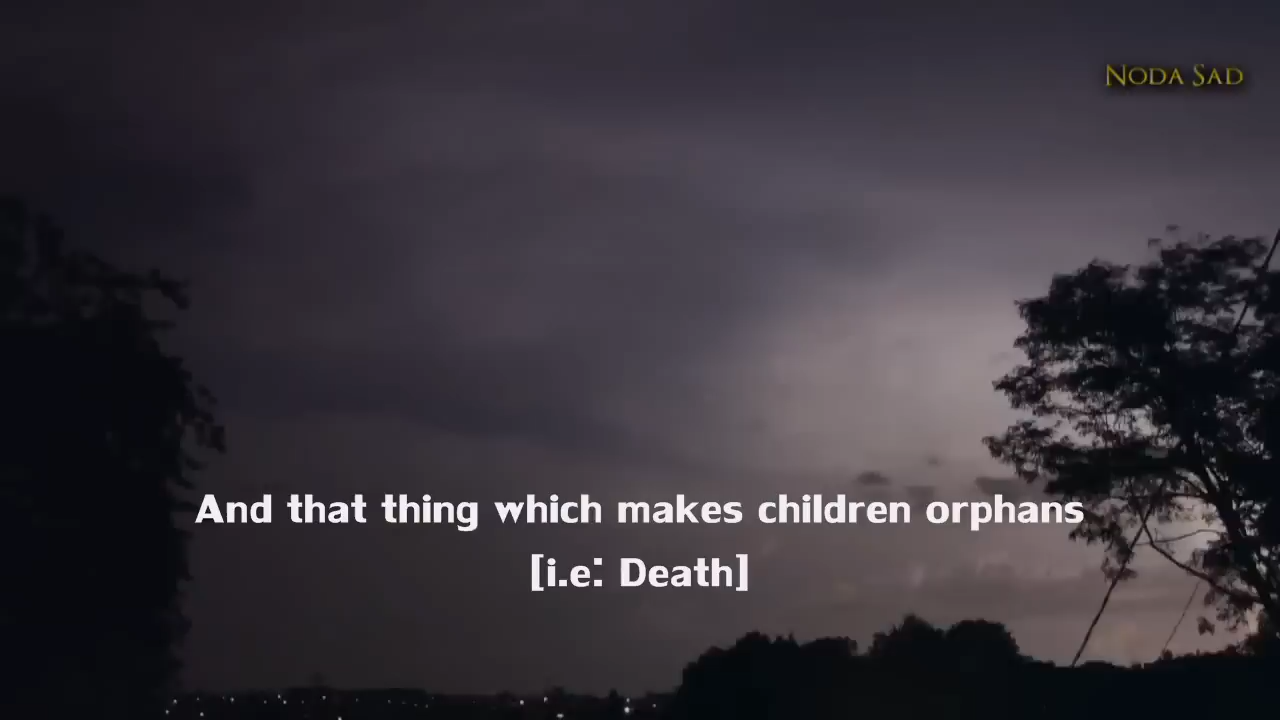 NODA SAD
And that thing which makes children orphans
[i.e: Death]